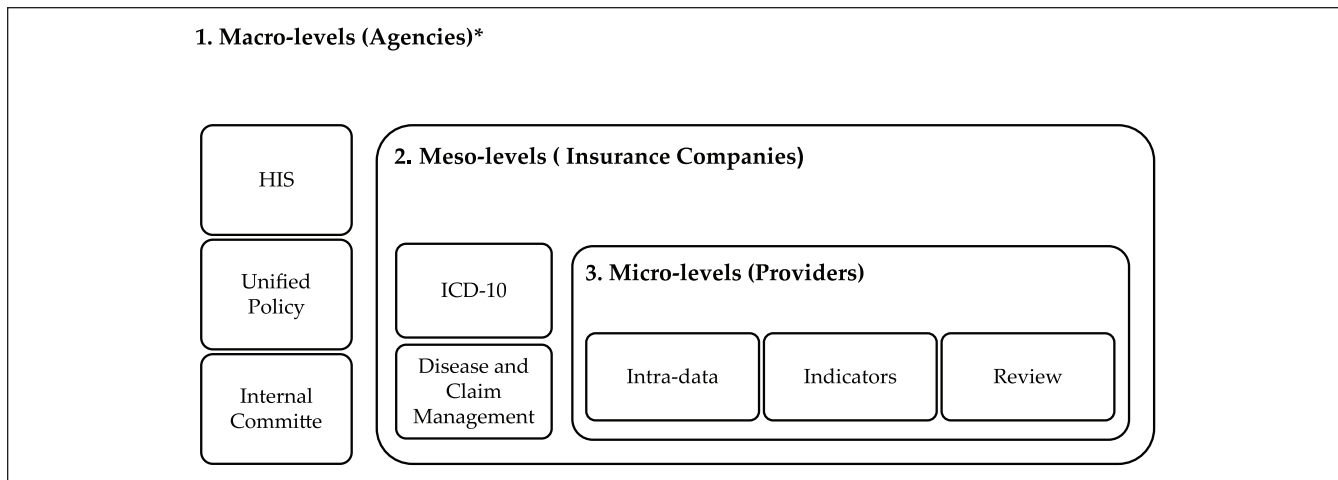 1. Macro-levels (Agencies)*
HIS
2. Meso-levels ( Insurance Companies)
Unified
Policy
ICD-10
3. Micro-levels (Providers)
Internal
Committe
Disease and
Claim
Management
Intra-data
Indicators
Review